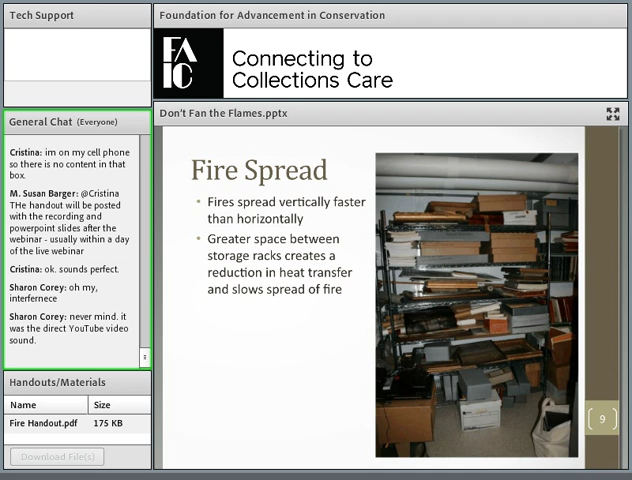 Tech Support
Foundation for Advancement in Conservation
FA
IC
Connecting to
Collections Care
General Chat (Everyone)
Cristina: im on my cell phone
so there is no content in that
box.
M. Susan Barger: @Cristina
THe handout will be posted
with the recording and
powerpoint slides after the
webinar - usually within a day
of the live webinar
Cristina: ok. sounds perfect.
Sharon Corey: oh my,
interfernece
Sharon Corey: never mind. it
was the direct YouTube video
sound.
Handouts/Materials
Name Size
Fire Handout.pdf 175 KB
Download File(s)
Don't Fan the Flames.pptx
Fire Spread
• Fires spread vertically faster
than horizontally
• Greater space between
storage racks creates a
reduction in heat transfer
and slows spread of fire
9